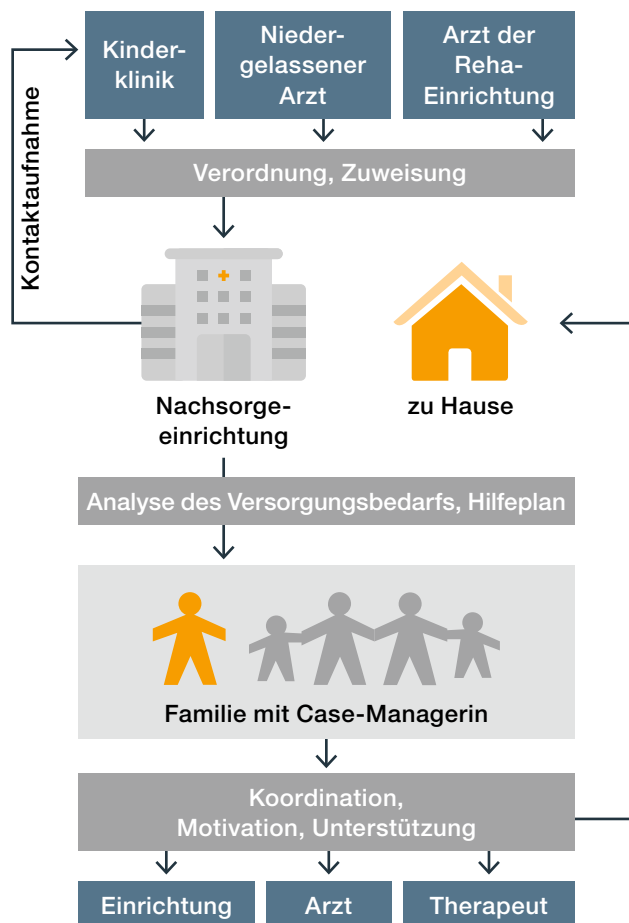 Kinder-
klinik
Nieder-
gelassener
Arzt
Arzt der
Reha-
Einrichtung
Kontaktaufnahme
Verordnung, Zuweisung
Nachsorge-
einrichtung
zu Hause
Analyse des Versorgungsbedarfs, Hilfeplan
Familie mit Case-Managerin
Koordination,
Motivation, Unterstützung
Einrichtung
Arzt
Therapeut